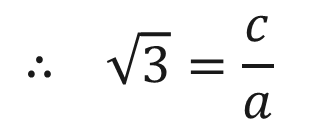 ∴ √3 = c/a